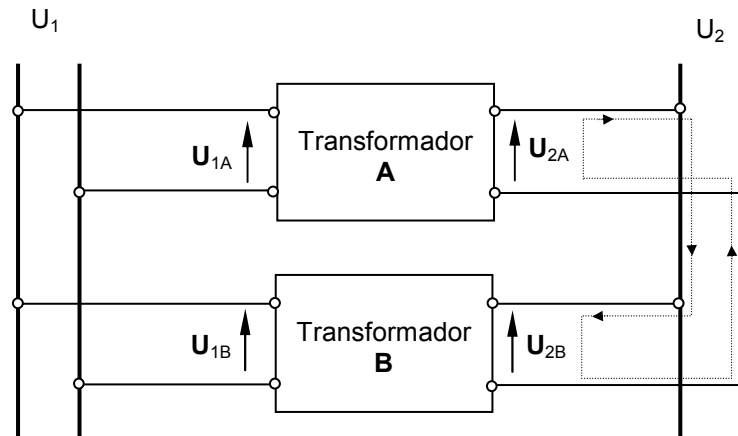 U₁
U₂
Transformador
A
U₁A
U₂A
Transformador
B
U₁B
U₂B